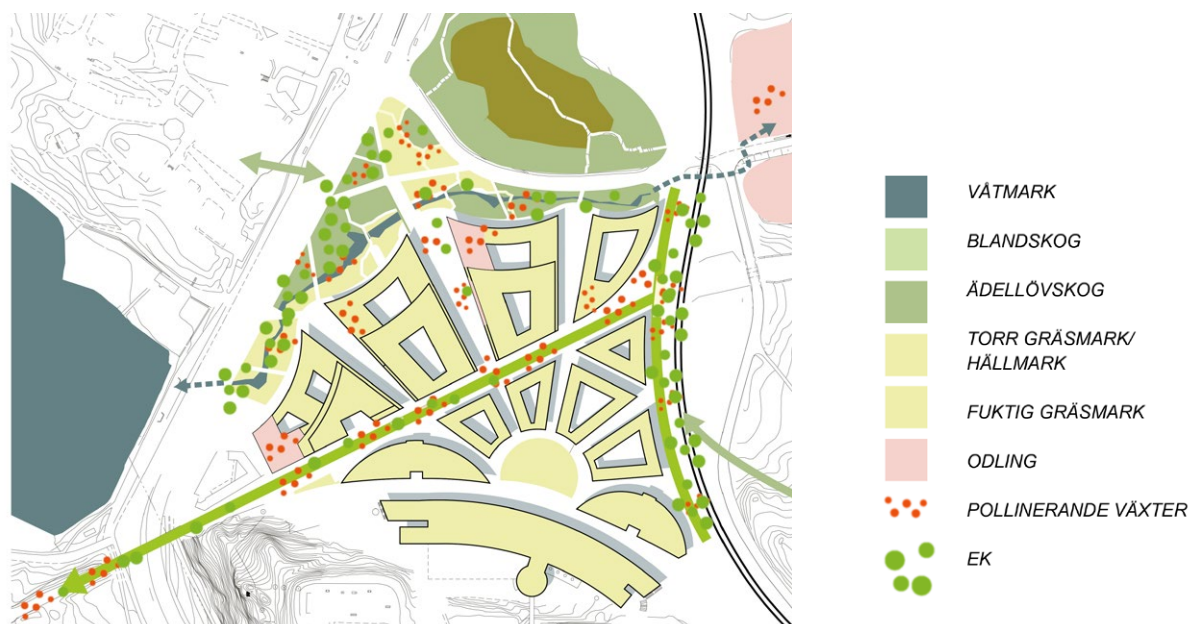 VÅTMARK
BLANDSKOG
ÄDELLÖVSKOG
TORR GRÄSMARK/
HÄLLMARK
FUKTIG GRÄSMARK
ODLING
POLLINERANDE VÄXTER
EK